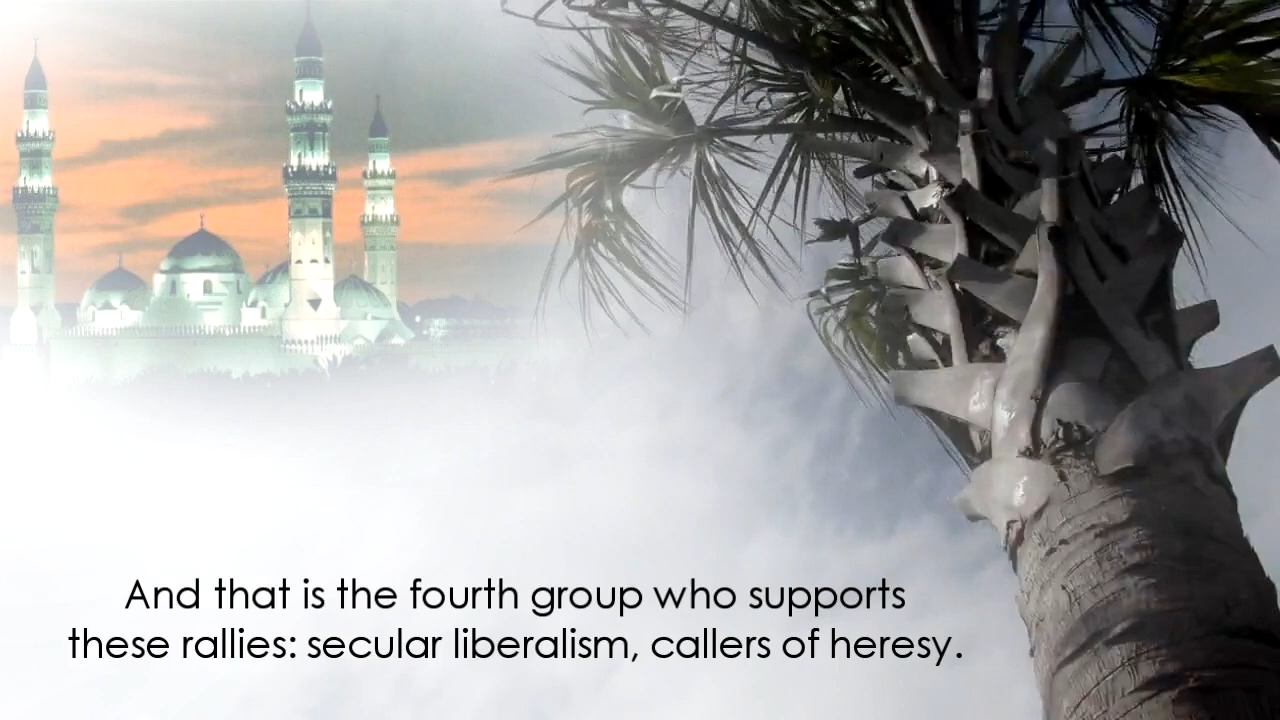 And that is the fourth group who supports
these rallies: secular liberalism, callers of heresy.